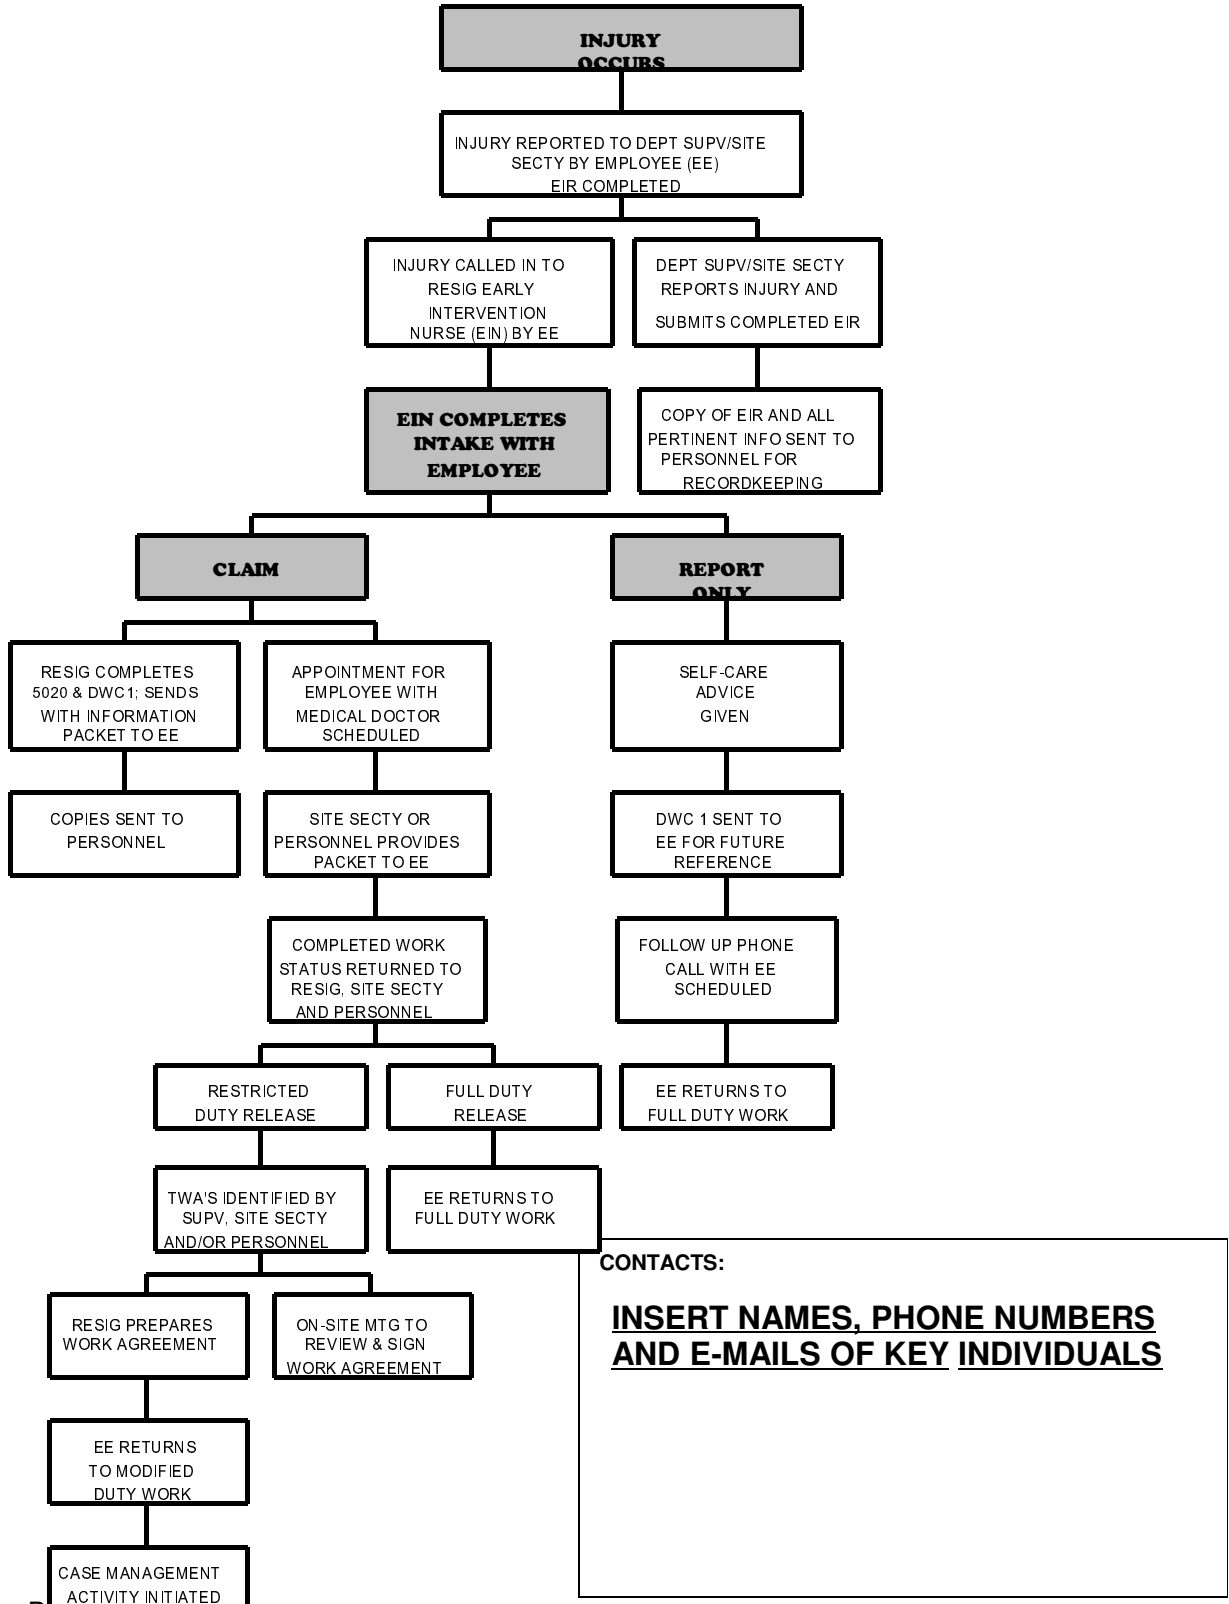 INJURY
OCCURS
INJURY REPORTED TO DEPT SUPV/SITE
SECTY BY EMPLOYEE (EE)
EIR COMPLETED
INJURY CALLED IN TO
RESIG EARLY
INTERVENTION
NURSE (EIN) BY EE
DEPT SUPV/SITE SECTY
REPORTS INJURY AND
SUBMITS COMPLETED EIR
EIN COMPLETES
INTAKE WITH
EMPLOYEE
COPY OF EIR AND ALL
PERTINENT INFO SENT TO
PERSONNEL FOR
RECORDKEEPING
CLAIM
REPORT
ONLY
RESIG COMPLETES
5020 & DWC1; SENDS
WITH INFORMATION
PACKET TO EE
APPOINTMENT FOR
EMPLOYEE WITH
MEDICAL DOCTOR
SCHEDULED
SELF-CARE
ADVICE
GIVEN
COPIES SENT TO
PERSONNEL
SITE SECTY OR
PERSONNEL PROVIDES
PACKET TO EE
DWC 1 SENT TO
EE FOR FUTURE
REFERENCE
COMPLETED WORK
STATUS RETURNED TO
RESIG, SITE SECTY
AND PERSONNEL
FOLLOW UP PHONE
CALL WITH EE
SCHEDULED
RESTRICTED
DUTY RELEASE
FULL DUTY
RELEASE
EE RETURNS TO
FULL DUTY WORK
TWA'S IDENTIFIED BY
SUPV, SITE SECTY
AND/OR PERSONNEL
EE RETURNS TO
FULL DUTY WORK
CONTACTS:
INSERT NAMES, PHONE NUMBERS
AND E-MAILS OF KEY INDIVIDUALS
RESIG PREPARES
WORK AGREEMENT
ON-SITE MTG TO
REVIEW & SIGN
WORK AGREEMENT
EE RETURNS
TO MODIFIED
DUTY WORK
CASE MANAGEMENT
ACTIVITY INITIATED